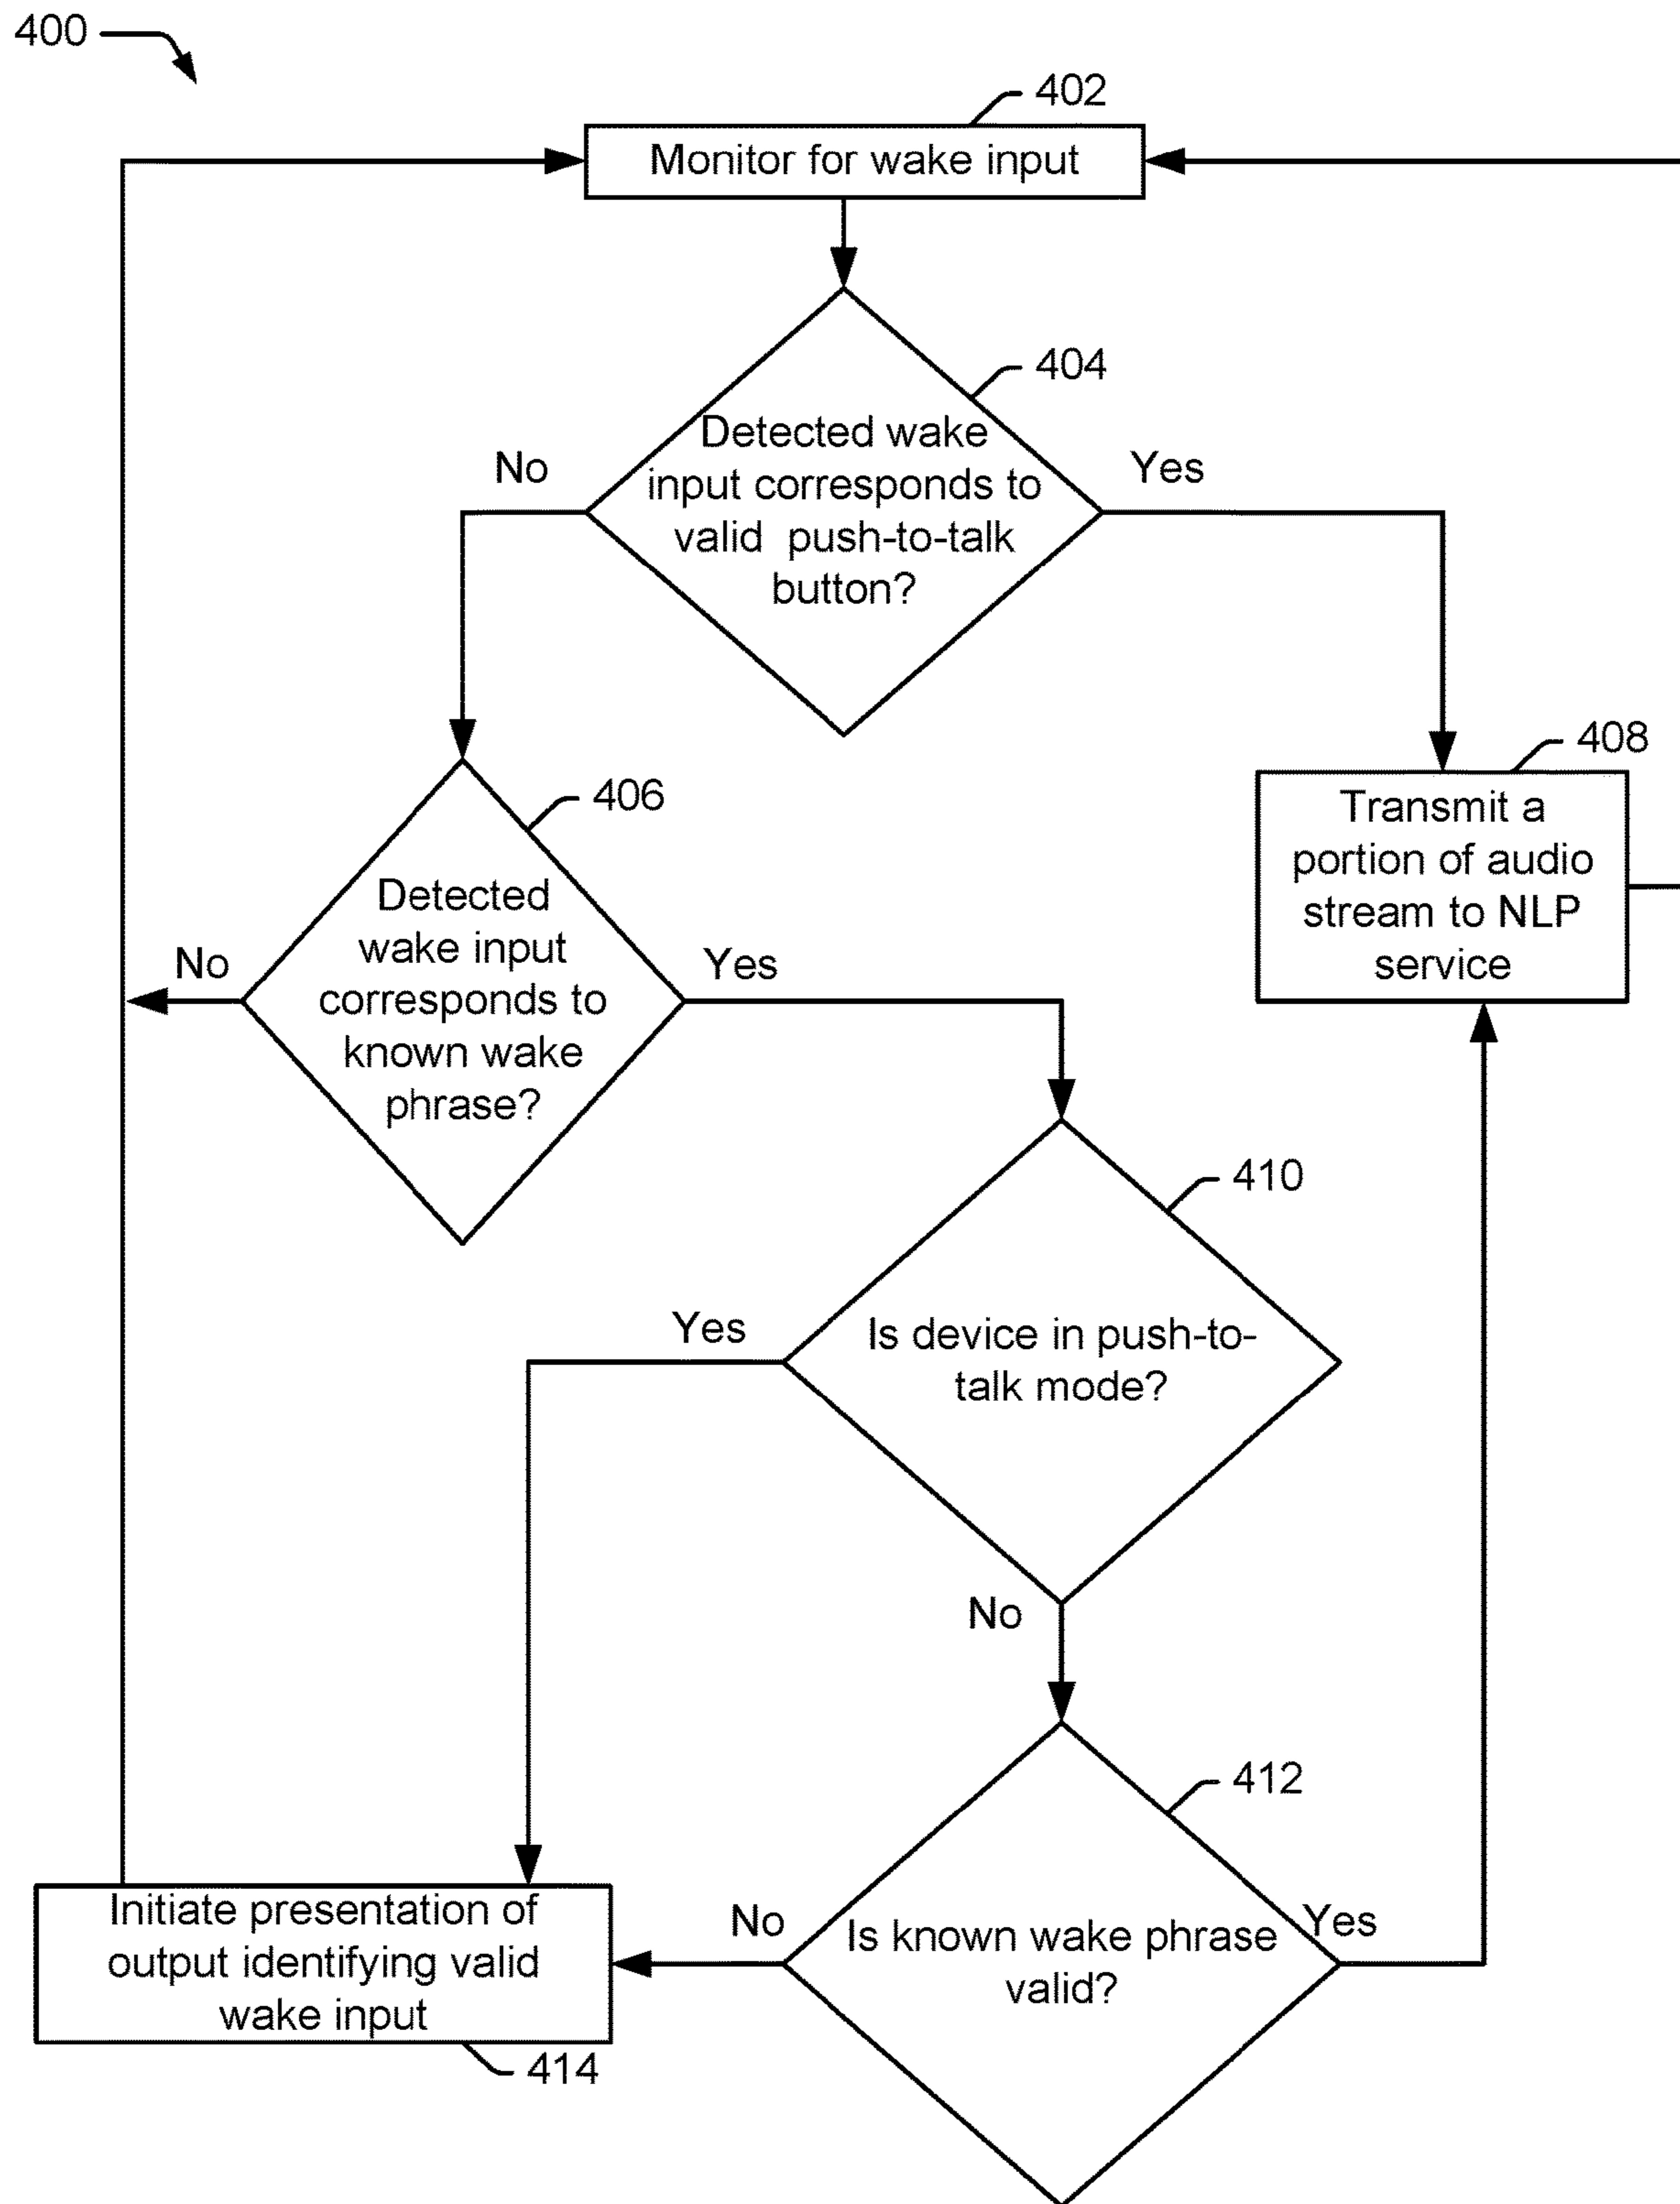 400
402
Monitor for wake input
404
Detected wake
input corresponds to
valid push-to-talk
button?
No
Yes
408
Transmit a
portion of audio
stream to NLP
service
406
Detected
wake input
corresponds to
known wake
phrase?
No
Yes
410
Is device in push-to-
talk mode?
Yes
No
412
Is known wake phrase
valid?
No
Yes
Initiate presentation of
output identifying valid
wake input
414